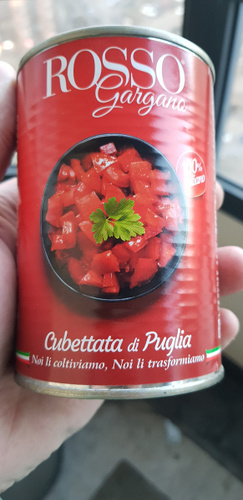 ROSSO
Gargano
Cubettata di Puglia
Noi li coltiviamo, Noi li trasformiamo